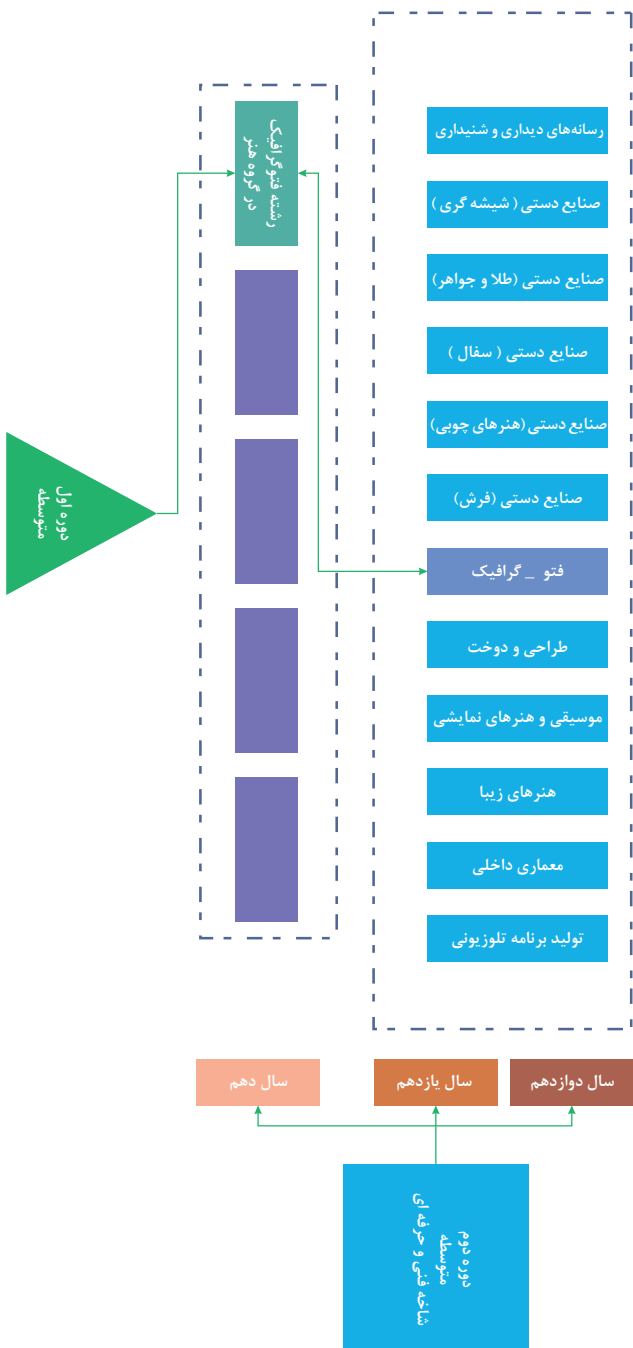 رشته فتوگرافیک
در گروه هنر
دوره اول
متوسطه
رسانه‌های دیداری و شنیداری
صنایع دستی ( شیشه گری )
صنایع دستی (طلا و جواهر)
صنایع دستی ( سفال )
صنایع دستی (هنرهای چوبی)
صنایع دستی (فرش)
فتو _ گرافیک
طراحی و دوخت
موسیقی و هنرهای نمایشی
هنرهای زیبا
معماری داخلی
تولید برنامه تلوزیونی
سال دهم
سال یازدهم
سال دوازدهم
دوره دوم
متوسطه
شاخه فنی و حرفه ای